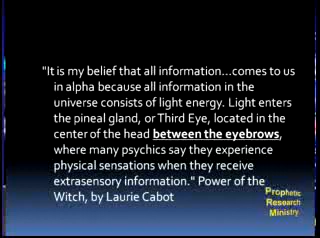 "It is my belief that all information...comes to us
in alpha because all information in the
universe consists of light energy. Light enters
the pineal gland, or Third Eye, located in the
center of the head between the eyebrows,
where many psychics say they experience
physical sensations when they receive
extrasensory information." Power of the
Witch, by Laurie Cabot
Prophetic
Research
Ministry